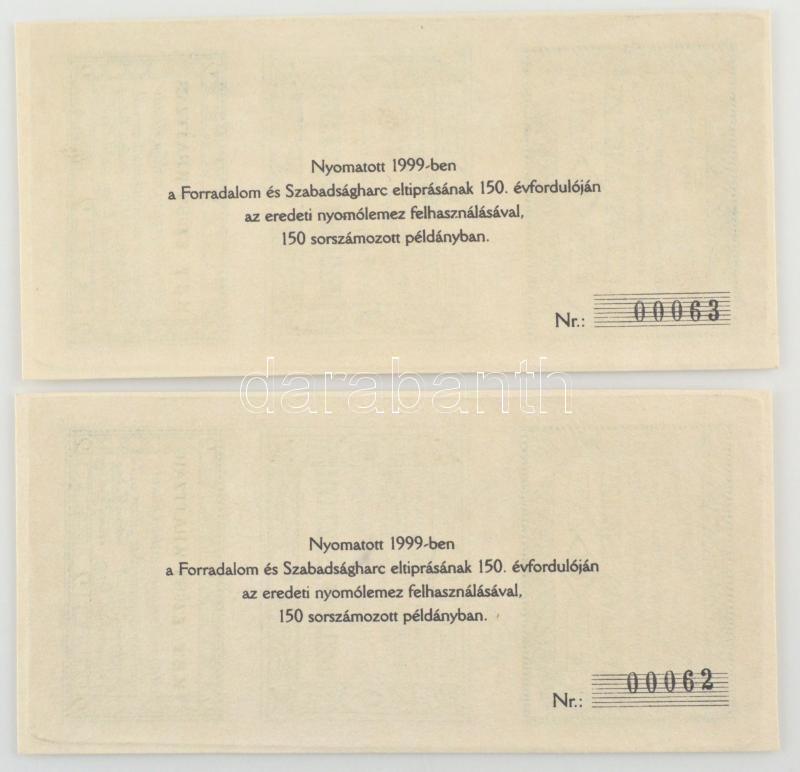 Nyomatott 1999-ben
a Forradalom és Szabadságharc eltiprásának 150. évfordulóján
az eredeti nyomólemez felhasználásával,
150 sorszámozott példányban.
Nr.: 00063
darabanth
Nyomatott 1999-ben
a Forradalom és Szabadságharc eltiprásának 150. évfordulóján
az eredeti nyomólemez felhasználásával,
150 sorszámozott példányban.
Nr.: 00062